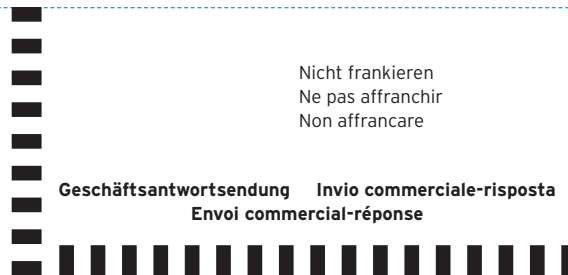 Nicht frankieren
Ne pas affranchir
Non affrancare
Geschäftsantwortsendung Invio commerciale-risposta
Envoi commercial-réponse